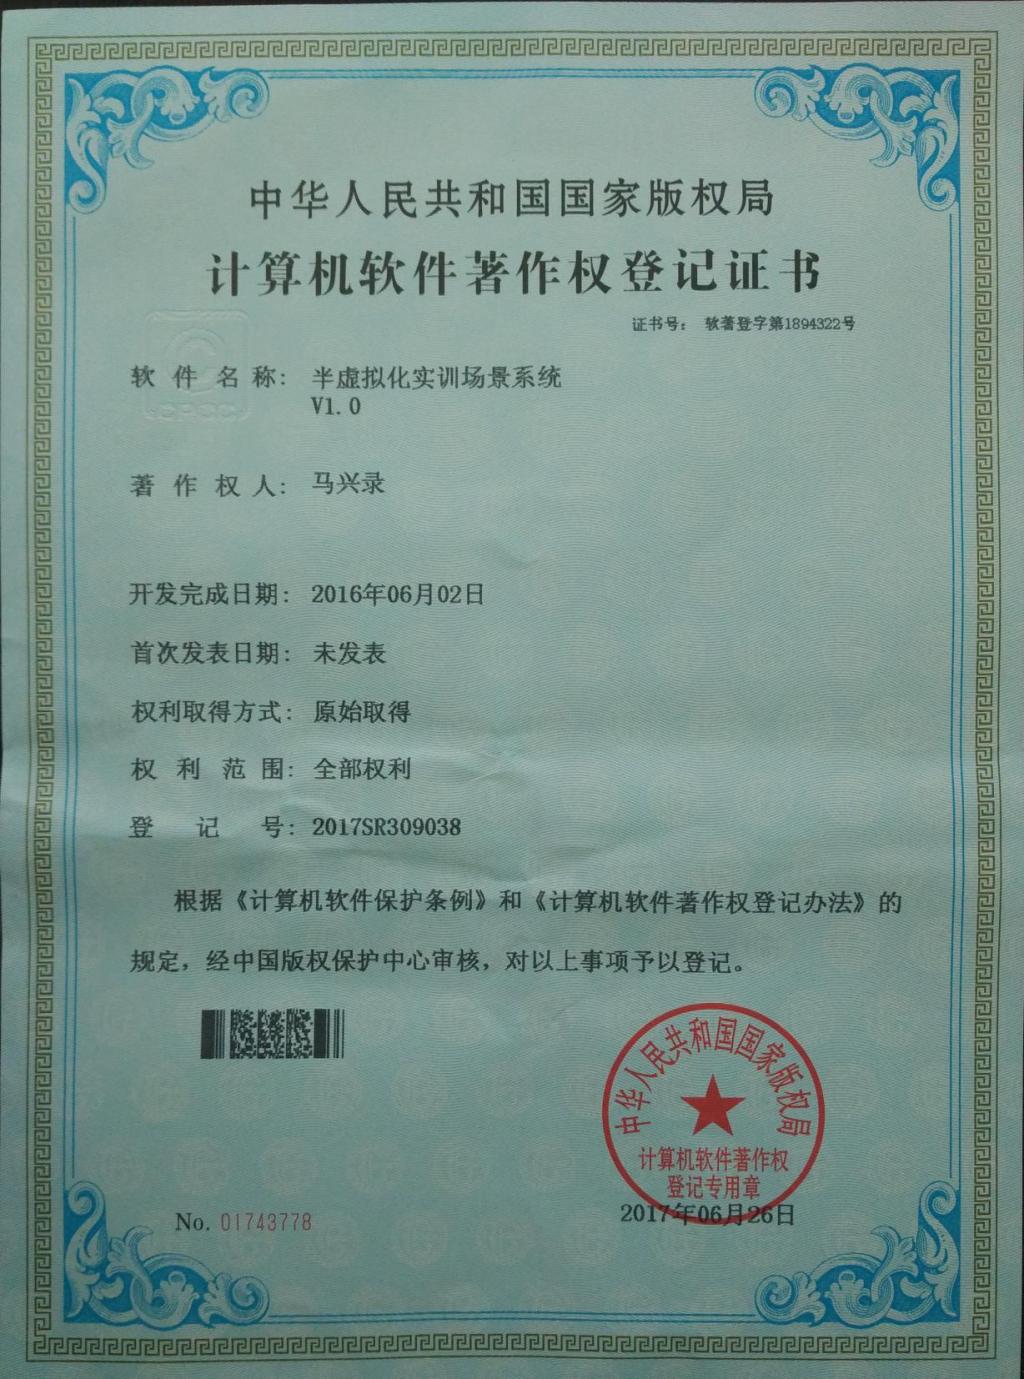 中华人民共和国国家版权局
计算机软件著作权登记证书
证书号： 软著登字第1894322号
CPCC
软件名称： 半虚拟化实训场景系统
V1.0
著作权人： 马兴录
开发完成日期： 2016年06月02日
首次发表日期： 未发表
权利取得方式： 原始取得
权利范围： 全部权利
登记号： 2017SR309038
根据《计算机软件保护条例》和《计算机软件著作权登记办法》的
规定，经中国版权保护中心审核，对以上事项予以登记。
中华人民共和国国家版权局
计算机软件著作权
登记专用章
No. 01743778
2017年06月26日